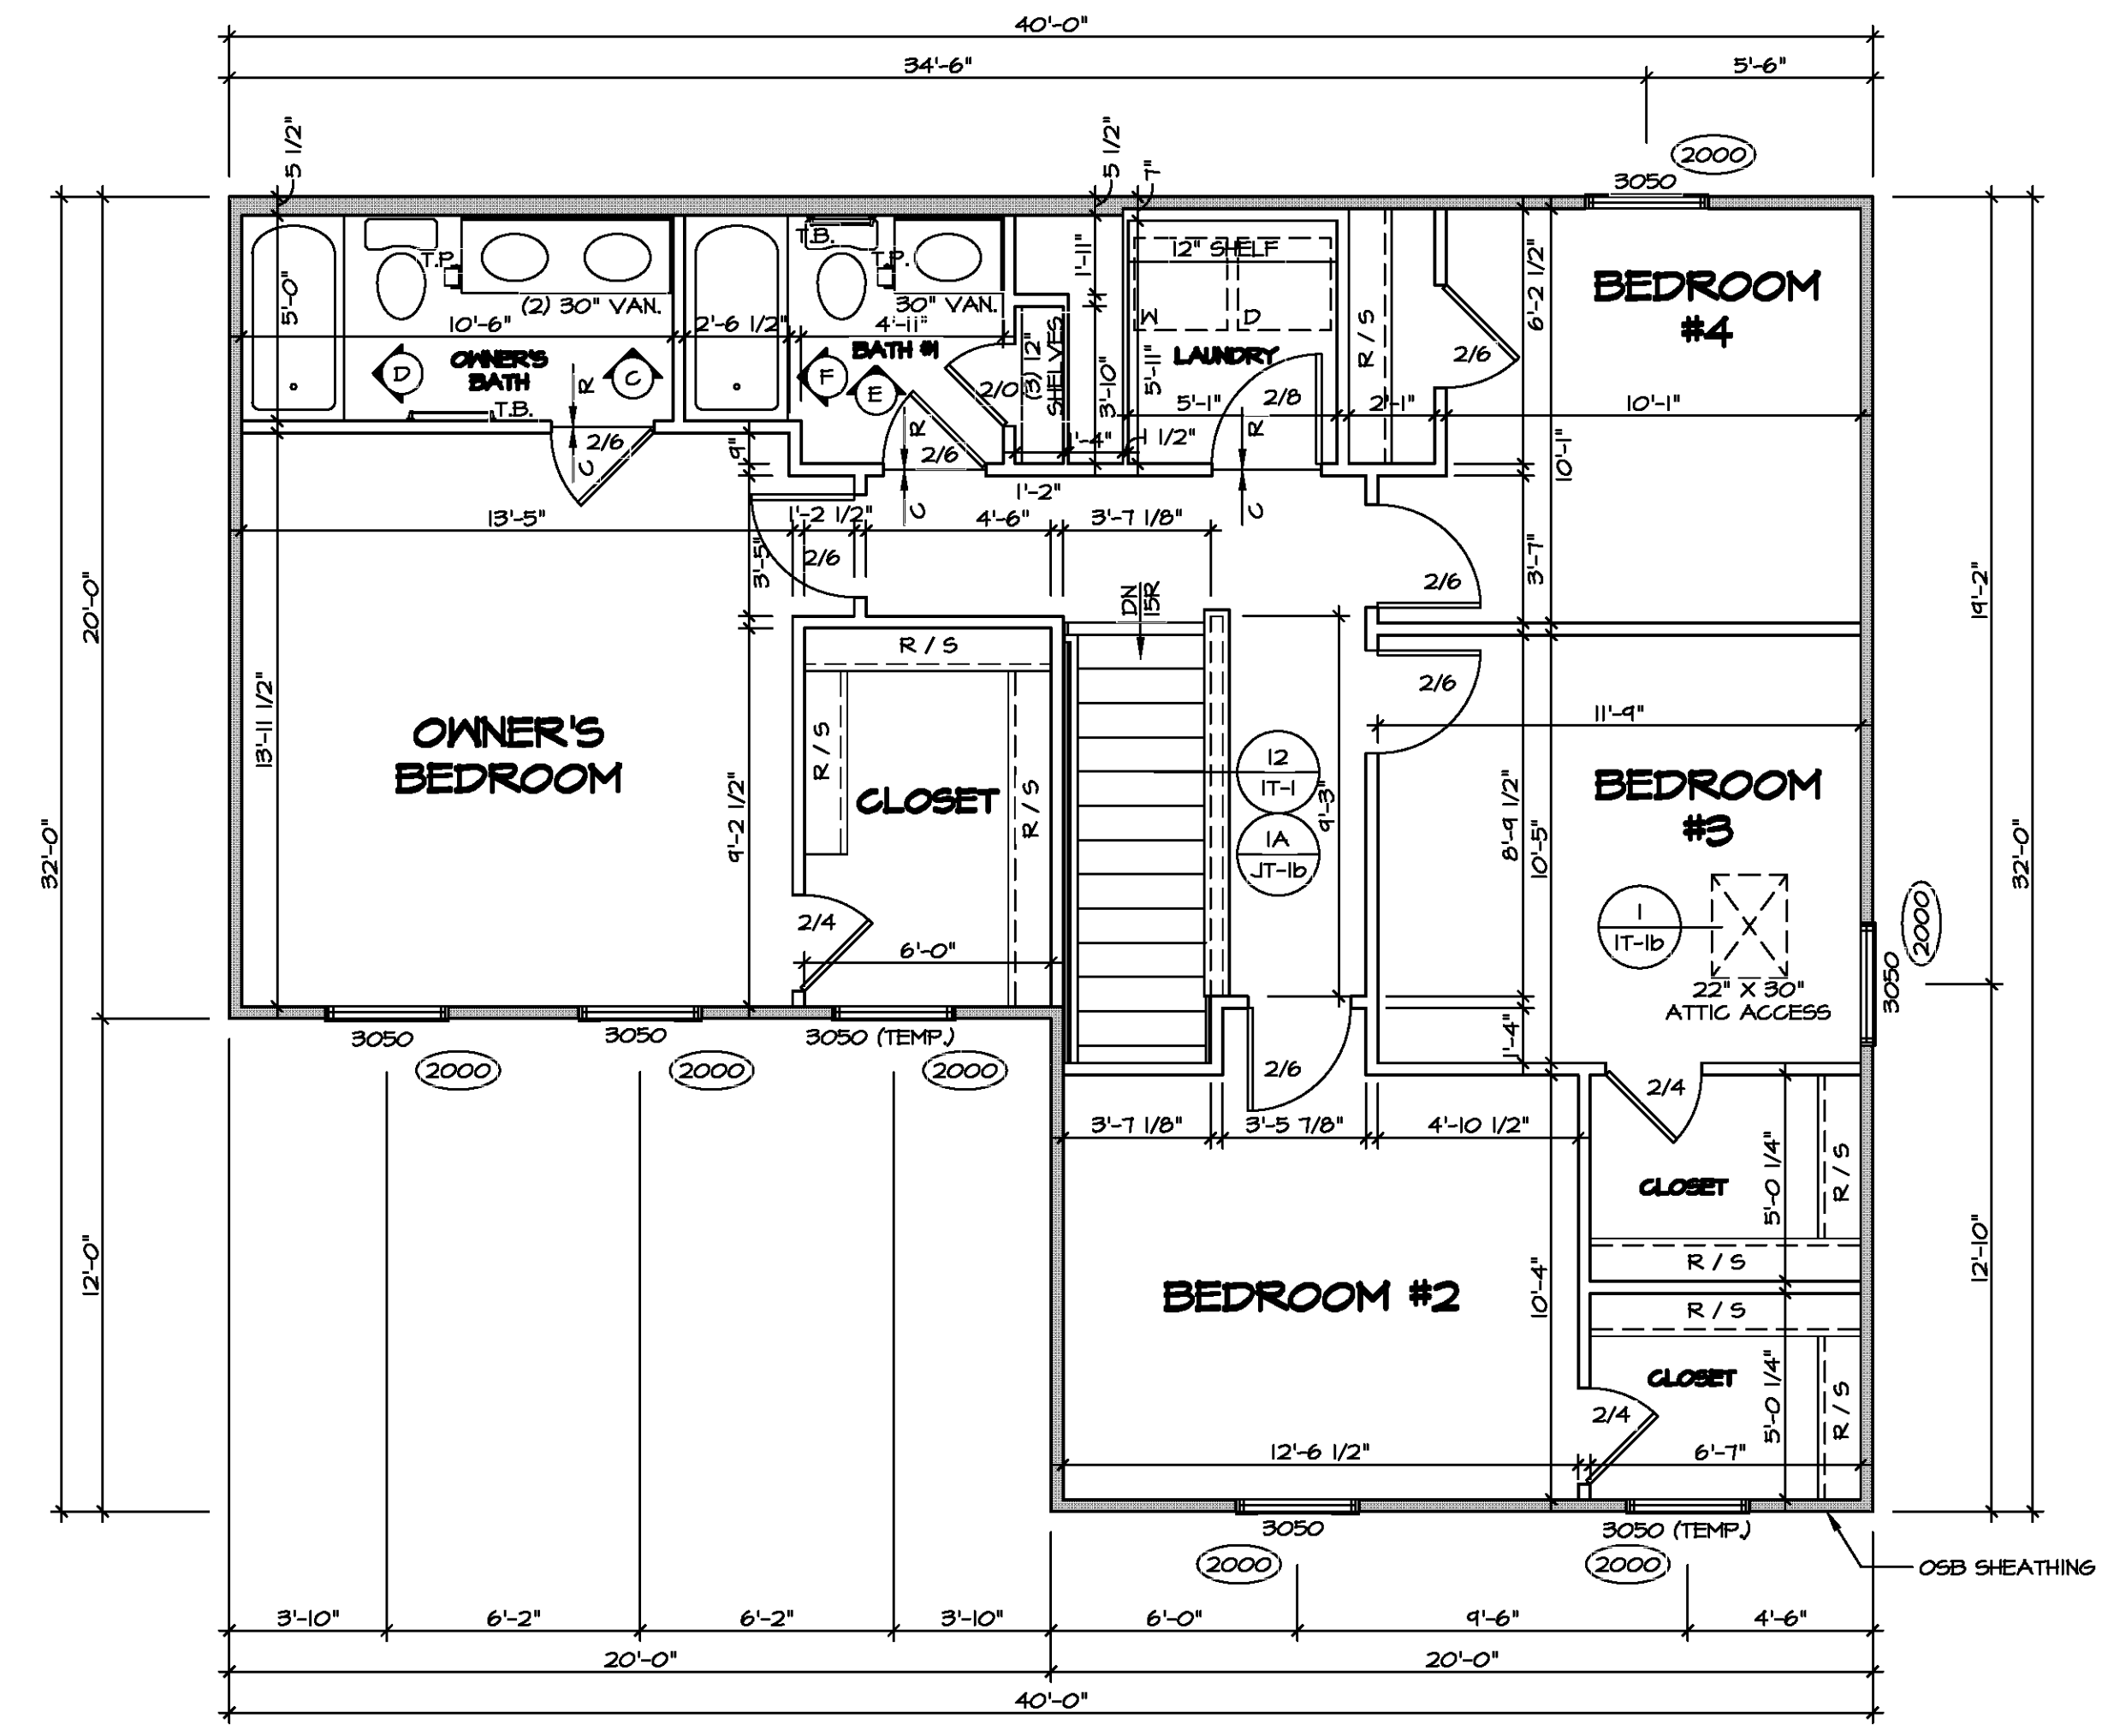 40'-0"
34'-6"
5'-6"
5 1/2"
5 1/2"
7"
2000
3050
T.B.
T.P.
T.P.
12" SHELF
1'-11"
6'-2 1/2"
BEDROOM
#4
5'-0"
(2) 30" VAN.
30" VAN.
10'-6"
2'-6 1/2"
4'-11"
W
D
R / S
OWNER'S
BATH
BATH #1
(3) 12"
SHELVES
LAUNDRY
2/6
D
C
F
E
R
2/0
3'-10"
5'-11"
5'-1"
2/8
2'-1"
10'-1"
T.B.
2/6
C
9"
R
2/6
1'-4"
1 1/2"
R
10'-1"
1'-2"
C
C
13'-5"
1'-2 1/2"
4'-6"
3'-7 1/8"
3'-5"
2/6
2/6
3'-7"
20'-0"
19'-2"
DN
15R
R / S
2/6
11'-9"
13'-11 1/2"
OWNER'S
BEDROOM
R / S
CLOSET
R / S
12
1T-1
9'-3"
1A
JT-1b
BEDROOM
#3
9'-2 1/2"
8'-9 1/2"
10'-5"
32'-0"
32'-0"
2/4
6'-0"
1
1T-1b
X
2000
3050
22" X 30"
ATTIC ACCESS
3050
3050
3050 (TEMP.)
2000
2000
2000
1'-4"
2/6
2/4
3'-7 1/8"
3'-5 7/8"
4'-10 1/2"
5'-0 1/4"
R / S
CLOSET
12'-0"
12'-10"
R / S
BEDROOM #2
10'-4"
R / S
CLOSET
5'-0 1/4"
R / S
2/4
12'-6 1/2"
6'-7"
3050
3050 (TEMP.)
2000
2000
OSB SHEATHING
3'-10"
6'-2"
6'-2"
3'-10"
6'-0"
9'-6"
4'-6"
20'-0"
20'-0"
40'-0"